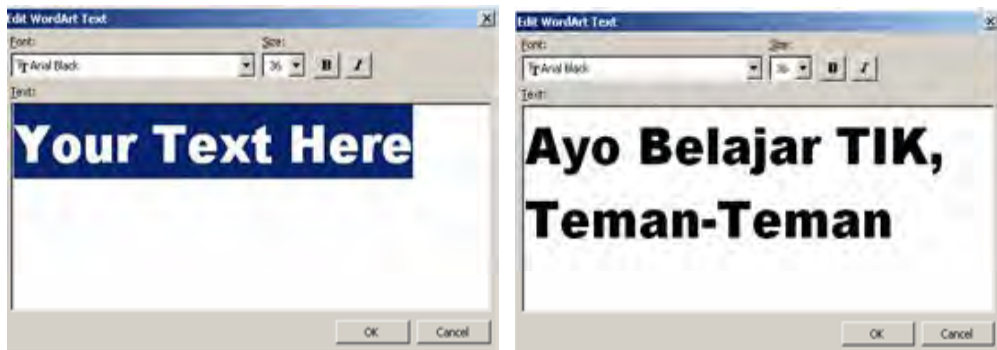 Edit WordArt Text
Font:
Size:
Arial Black
36
B
I
Text:
Your Text Here
OK
Cancel
Edit WordArt Text
Font:
Size:
Arial Black
36
B
I
Text:
Ayo Belajar TIK,
Teman-Teman
OK
Cancel